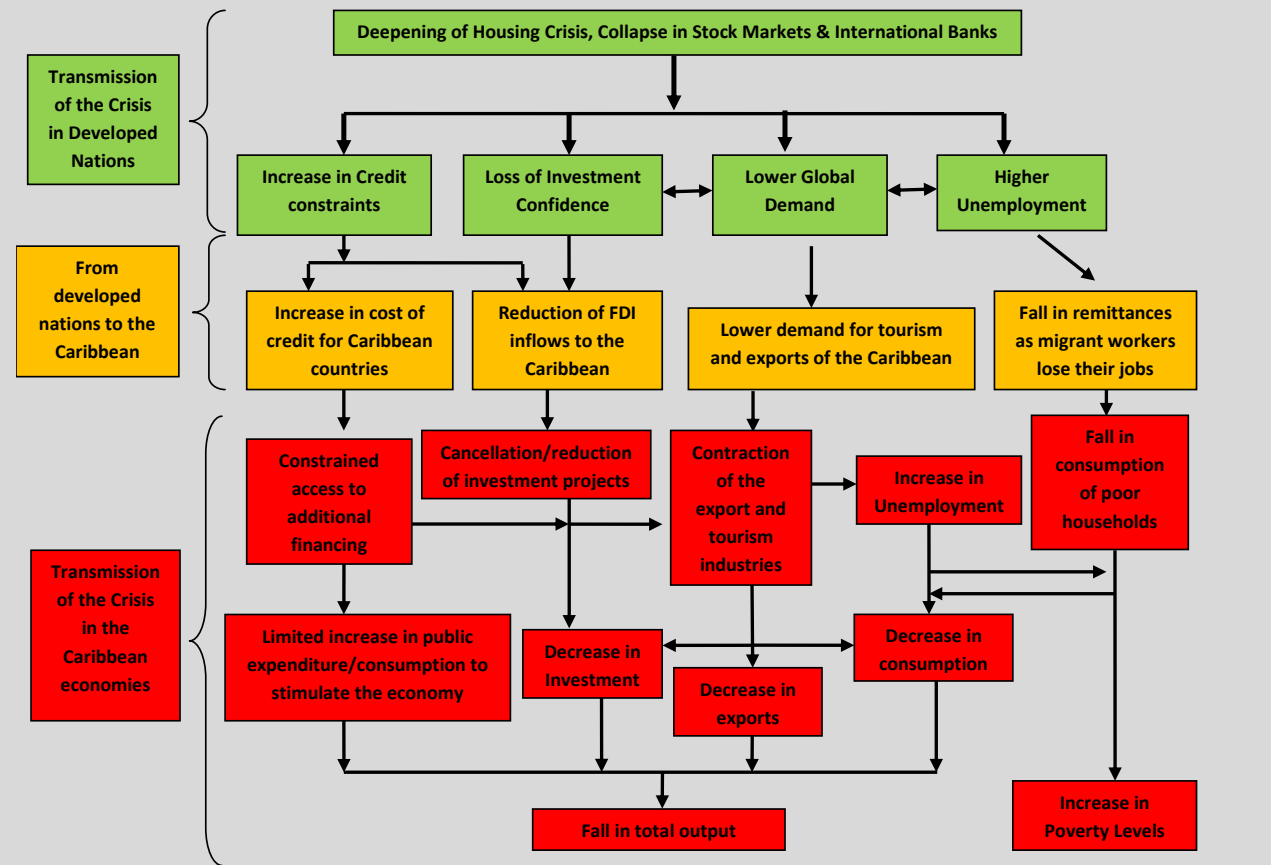 Deepening of Housing Crisis, Collapse in Stock Markets & International Banks
Transmission
of the Crisis
in Developed
Nations
Increase in Credit
constraints
Loss of Investment
Confidence
Lower Global
Demand
Higher
Unemployment
From
developed
nations to the
Caribbean
Increase in cost of
credit for Caribbean
countries
Reduction of FDI
inflows to the
Caribbean
Lower demand for tourism
and exports of the Caribbean
Fall in remittances
as migrant workers
lose their jobs
Transmission
of the Crisis
in the
Caribbean
economies
Constrained
access to
additional
financing
Cancellation/reduction
of investment projects
Contraction
of the
export and
tourism
industries
Increase in
Unemployment
Fall in
consumption
of poor
households
Limited increase in public
expenditure/consumption to
stimulate the economy
Decrease in
Investment
Decrease in
exports
Decrease in
consumption
Fall in total output
Increase in
Poverty Levels